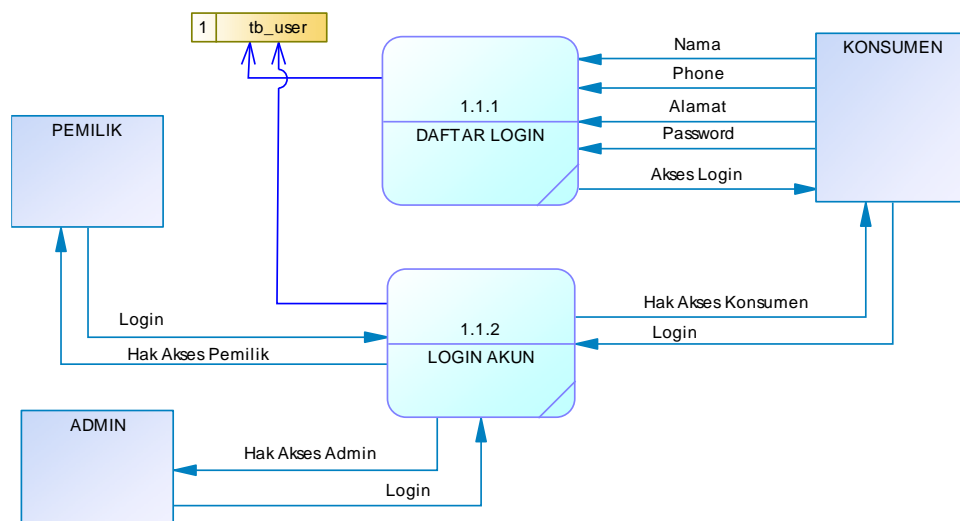 1 tb_user
Nama
KONSUMEN
Phone
1.1.1
Alamat
DAFTAR LOGIN
Password
PEMILIK
Akses Login
Hak Akses Konsumen
Login
1.1.2
Login
Hak Akses Pemilik
LOGIN AKUN
ADMIN
Hak Akses Admin
Login